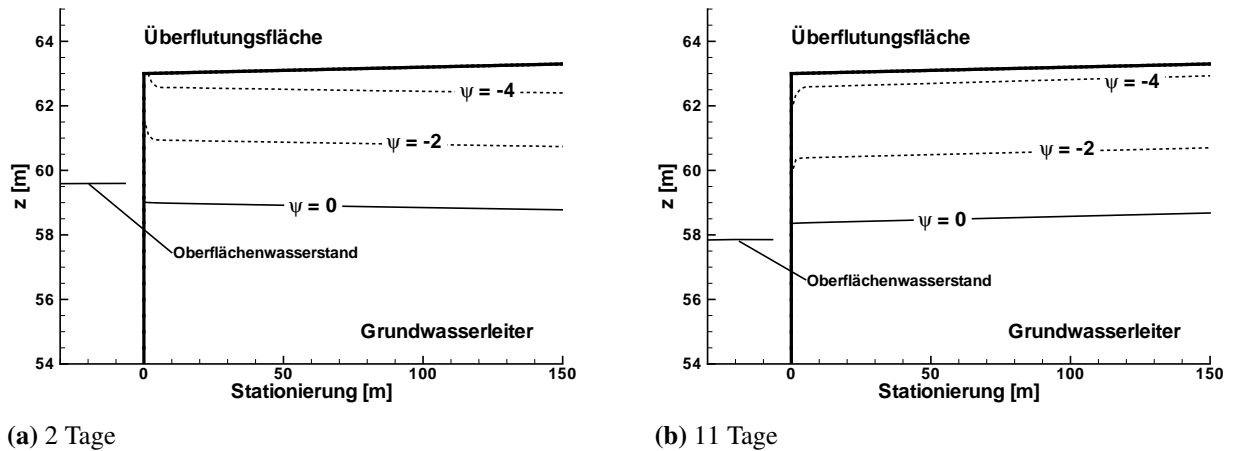 64
62
60
58
56
54
z [m]
Überflutungsfläche
ψ = -4
ψ = -2
ψ = 0
Oberflächenwasserstand
Grundwasserleiter
0
50
100
150
Stationierung [m]
(a) 2 Tage
64
62
60
58
56
54
z [m]
Überflutungsfläche
ψ = -4
ψ = -2
ψ = 0
Oberflächenwasserstand
Grundwasserleiter
0
50
100
150
Stationierung [m]
(b) 11 Tage